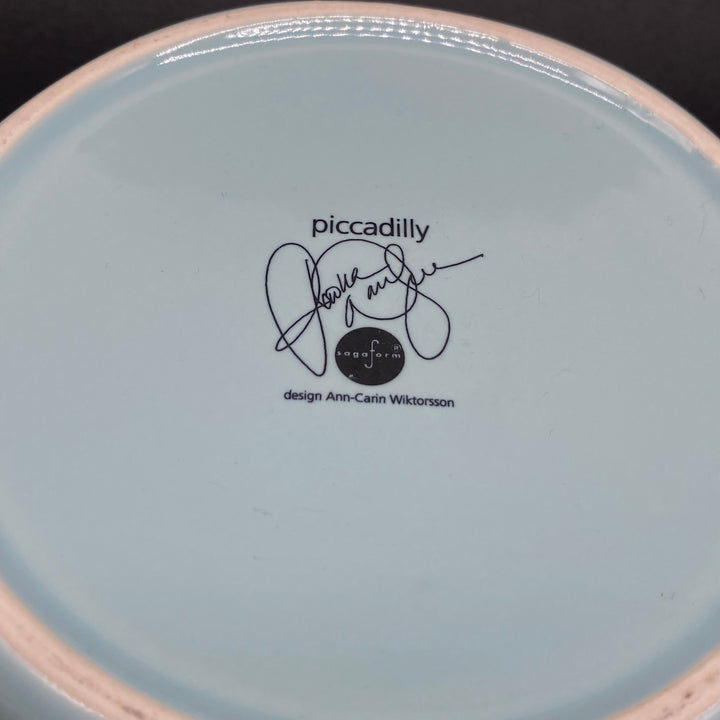 piccadilly
sagaform
design Ann-Carin Wiktorsson